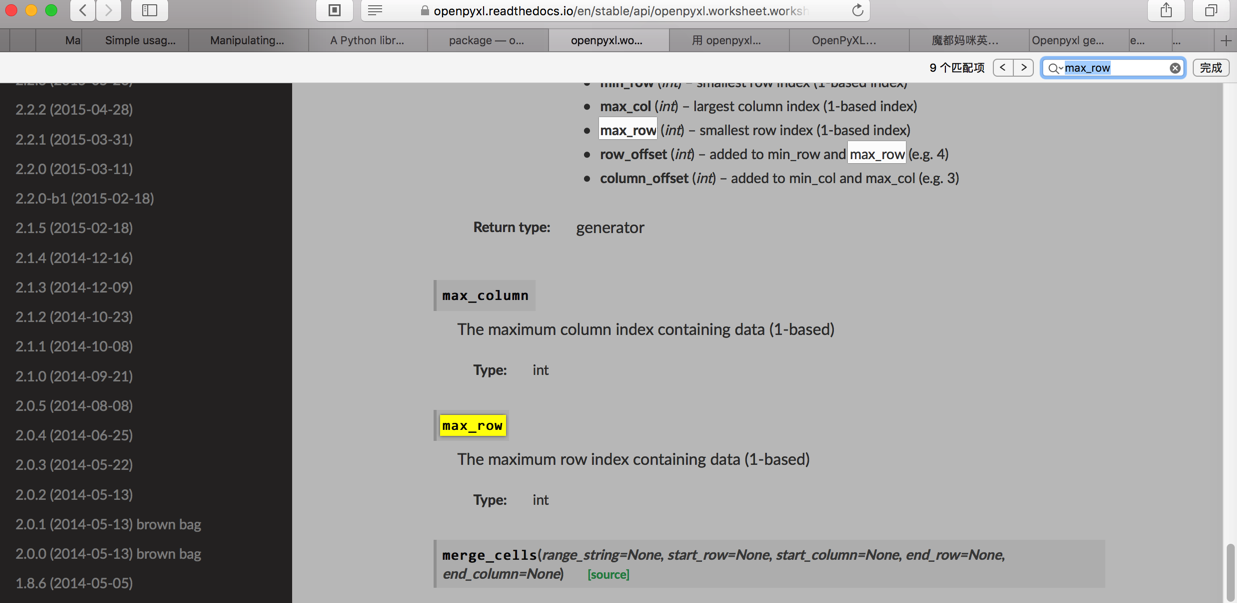 openpyxl.readthedocs.io/en/stable/api/openpyxl.worksheet.worksh
Ma
Simple usag...
Manipulating...
A Python libr...
package — o...
openpyxl.wo...
用 openpyxl...
OpenPyXL...
魔都妈咪英...
Openpyxl ge...
e...
...
9 个匹配项
max_row
完成
2.2.2 (2015-04-28)
2.2.1 (2015-03-31)
2.2.0 (2015-03-11)
2.2.0-b1 (2015-02-18)
2.1.5 (2015-02-18)
2.1.4 (2014-12-16)
2.1.3 (2014-12-09)
2.1.2 (2014-10-23)
2.1.1 (2014-10-08)
2.1.0 (2014-09-21)
2.0.5 (2014-08-08)
2.0.4 (2014-06-25)
2.0.3 (2014-05-22)
2.0.2 (2014-05-13)
2.0.1 (2014-05-13) brown bag
2.0.0 (2014-05-13) brown bag
1.8.6 (2014-05-05)
min_row (int) – smallest row index (1-based index)
• max_col (int) – largest column index (1-based index)
• max_row (int) – smallest row index (1-based index)
• row_offset (int) – added to min_row and max_row (e.g. 4)
• column_offset (int) – added to min_col and max_col (e.g. 3)
Return type: generator
max_column
The maximum column index containing data (1-based)
Type: int
max_row
The maximum row index containing data (1-based)
Type: int
merge_cells(range_string=None, start_row=None, start_column=None, end_row=None,
end_column=None) [source]